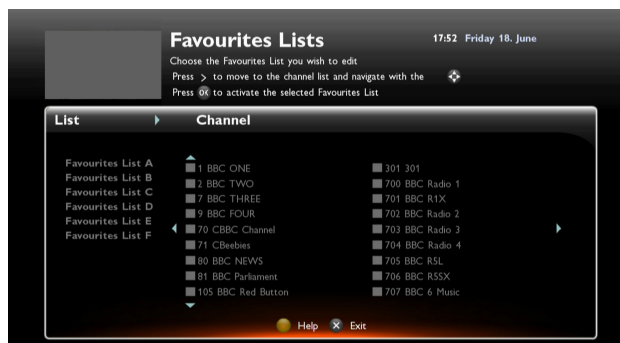 Favourites Lists
17:52 Friday 18. June
Choose the Favourites List you wish to edit
Press > to move to the channel list and navigate with the
Press OK to activate the selected Favourites List
List
Channel
Favourites List A
Favourites List B
Favourites List C
Favourites List D
Favourites List E
Favourites List F
1 BBC ONE
2 BBC TWO
7 BBC THREE
9 BBC FOUR
70 CBBC Channel
71 CBeebies
80 BBC NEWS
81 BBC Parliament
105 BBC Red Button
301 301
700 BBC Radio 1
701 BBC R1X
702 BBC Radio 2
703 BBC Radio 3
704 BBC Radio 4
705 BBC R5L
706 BBC R5SX
707 BBC 6 Music
Help X Exit